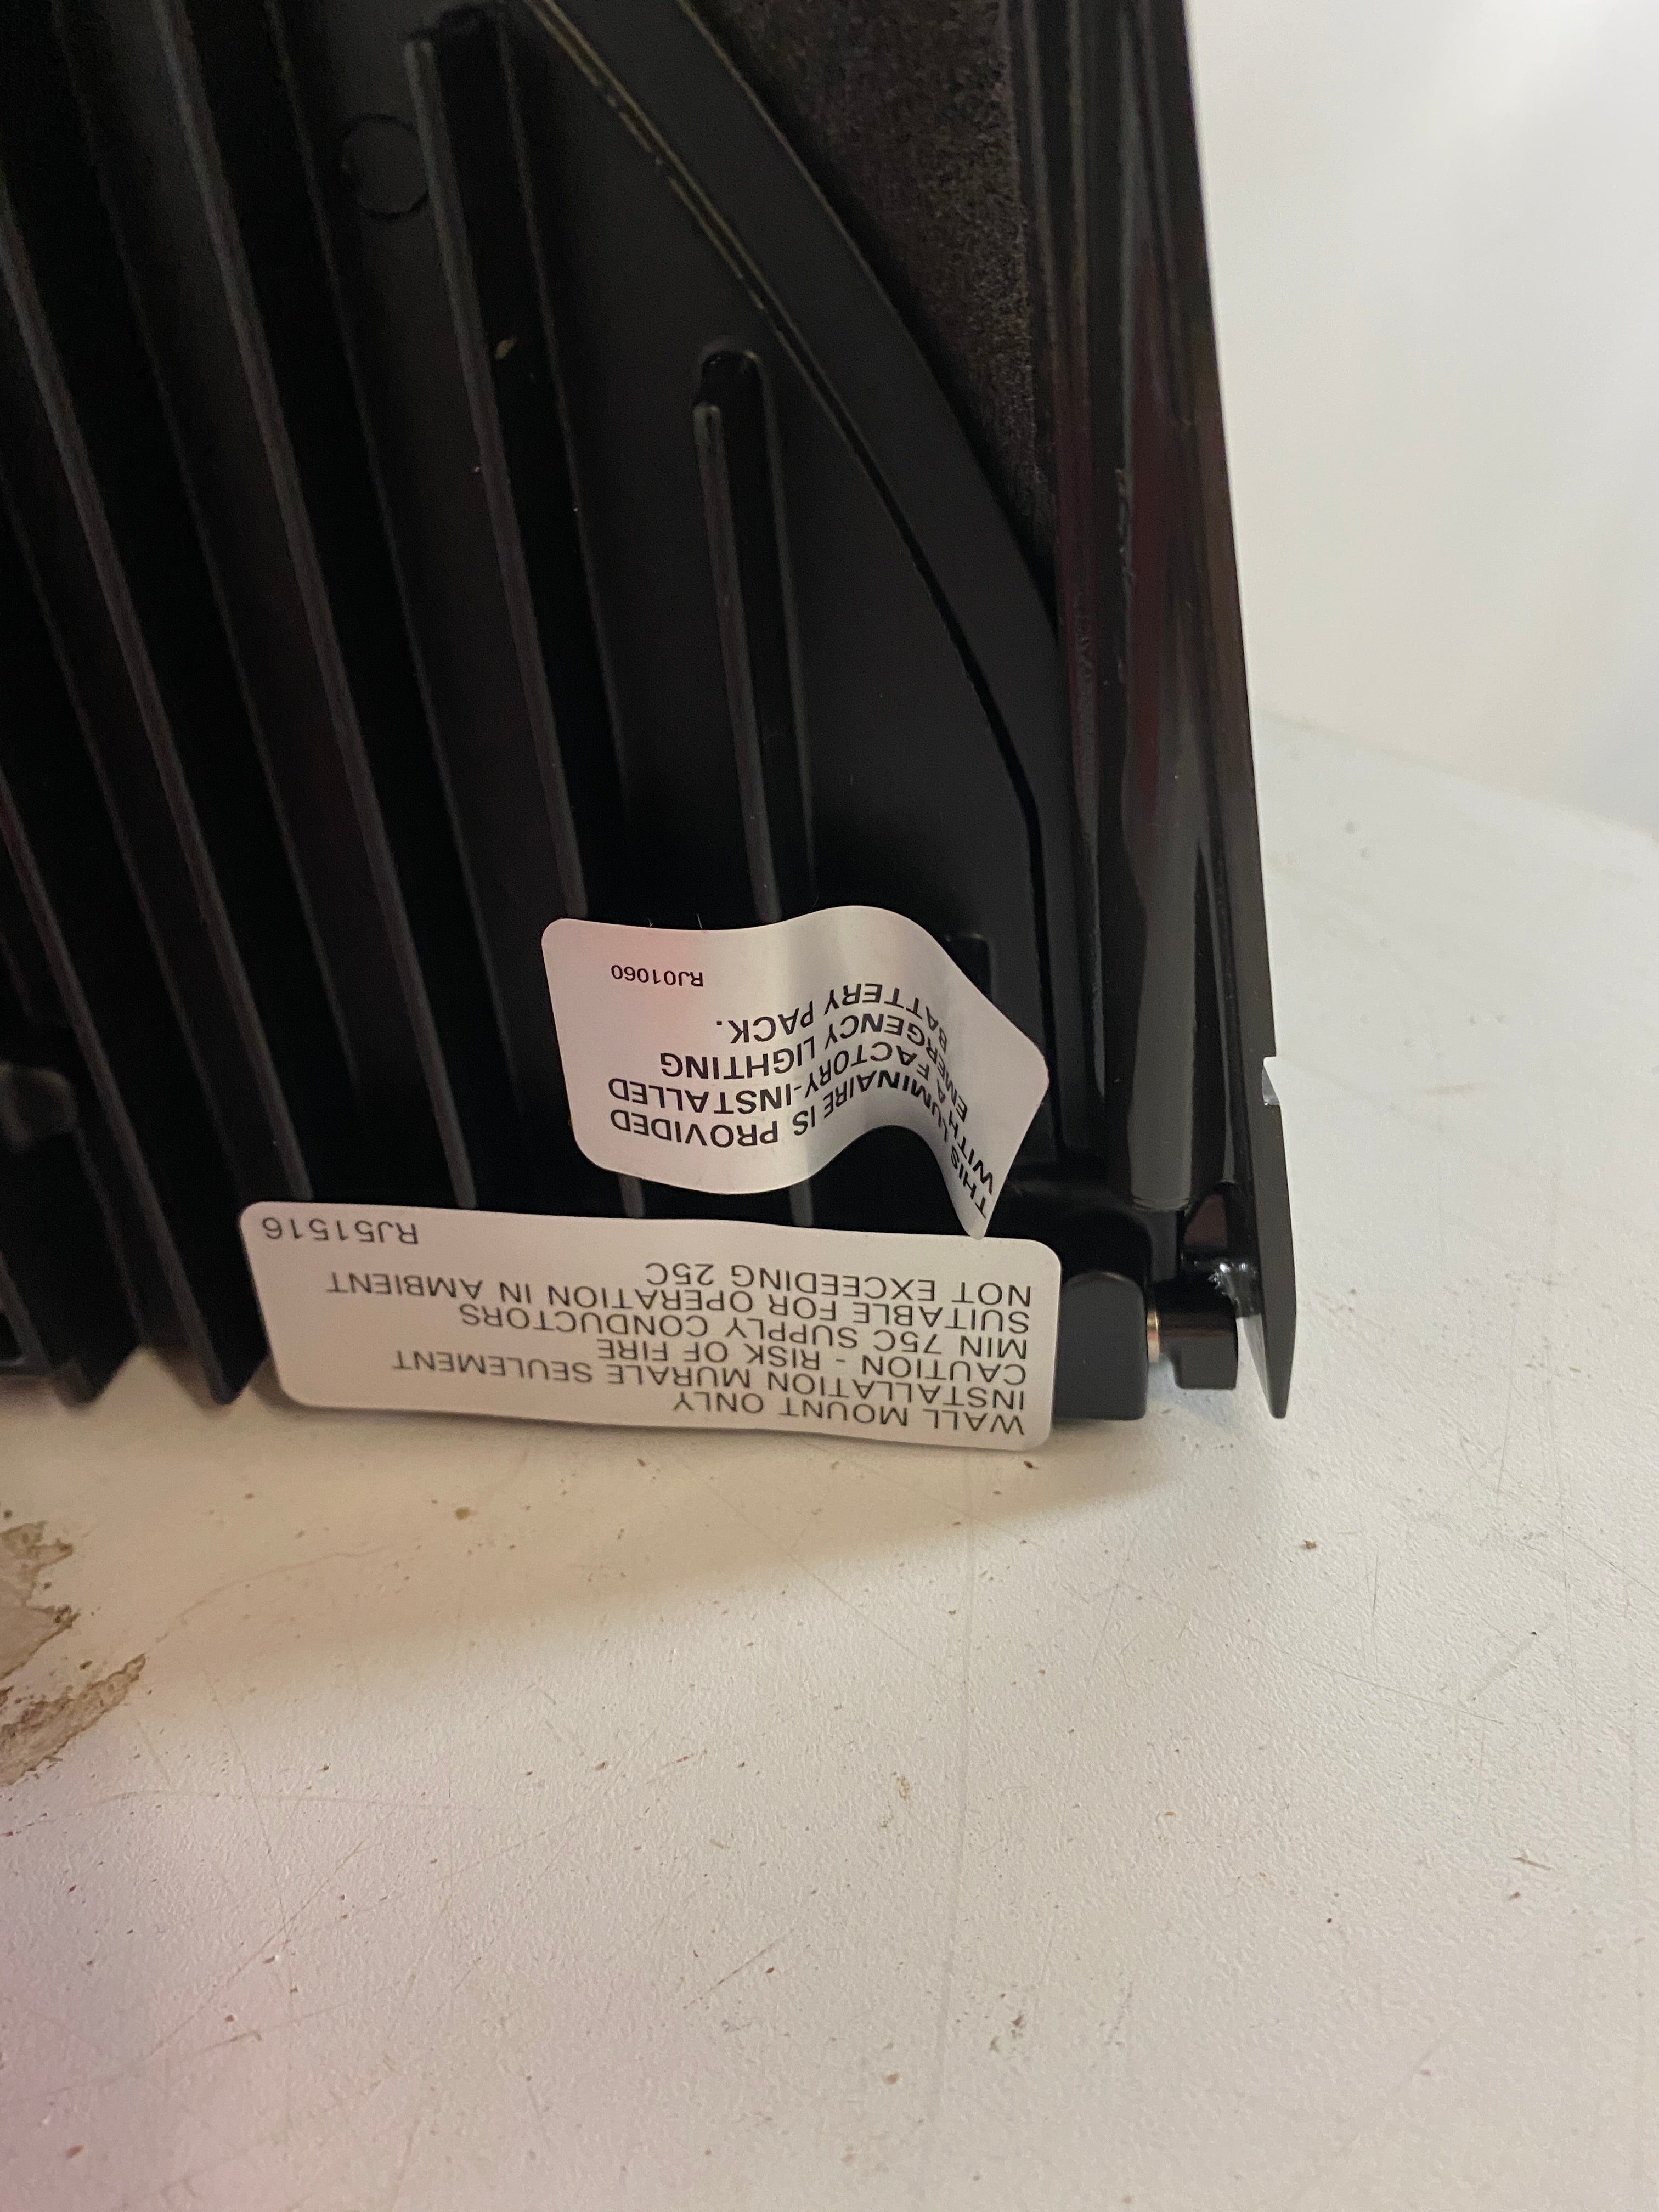 WALL MOUNT ONLY
INSTALLATION MURALE SEULEMENT
CAUTION - RISK OF FIRE
MIN 75C SUPPLY CONDUCTORS
SUITABLE FOR OPERATION IN AMBIENT
NOT EXCEEDING 25C
RJ51516
THIS LUMINAIRE IS PROVIDED
WITH A FACTORY-INSTALLED
EMERGENCY LIGHTING
BATTERY PACK.
RJ01060